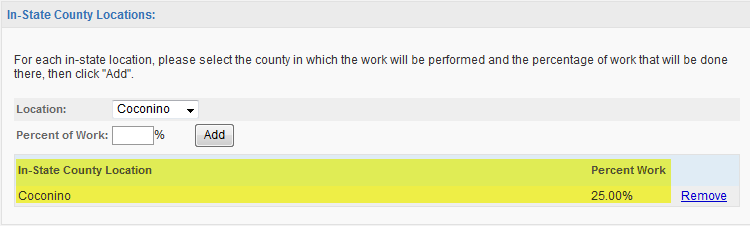 In-State County Locations:
For each in-state location, please select the county in which the work will be performed and the percentage of work that will be done
there, then click "Add".
Location: Coconino
Percent of Work: % Add
In-State County Location Percent Work
Coconino 25.00% Remove